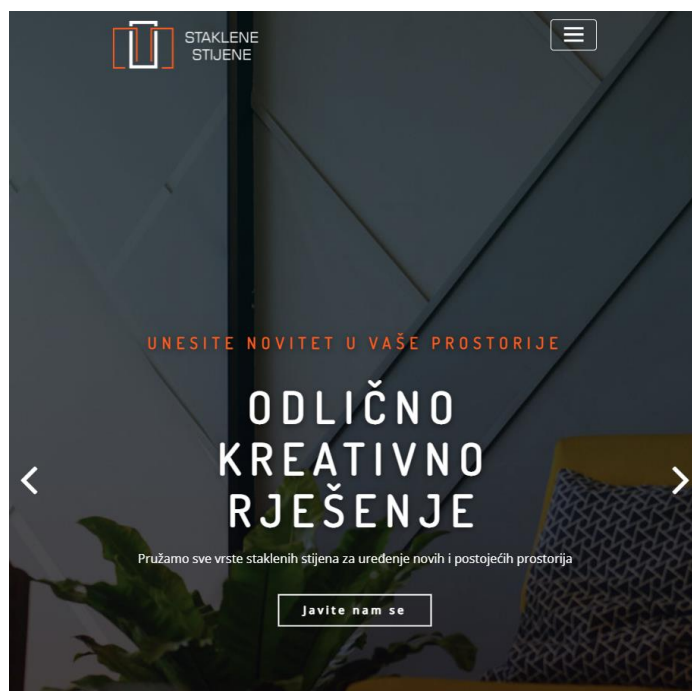 STAKLENE
STIJENE
UNESITE NOVITET U VAŠE PROSTORIJE
ODLIČNO
KREATIVNO
RJEŠENJE
Pružamo sve vrste staklenih stijena za uređenje novih i postojećih prostorija
Javite nam se